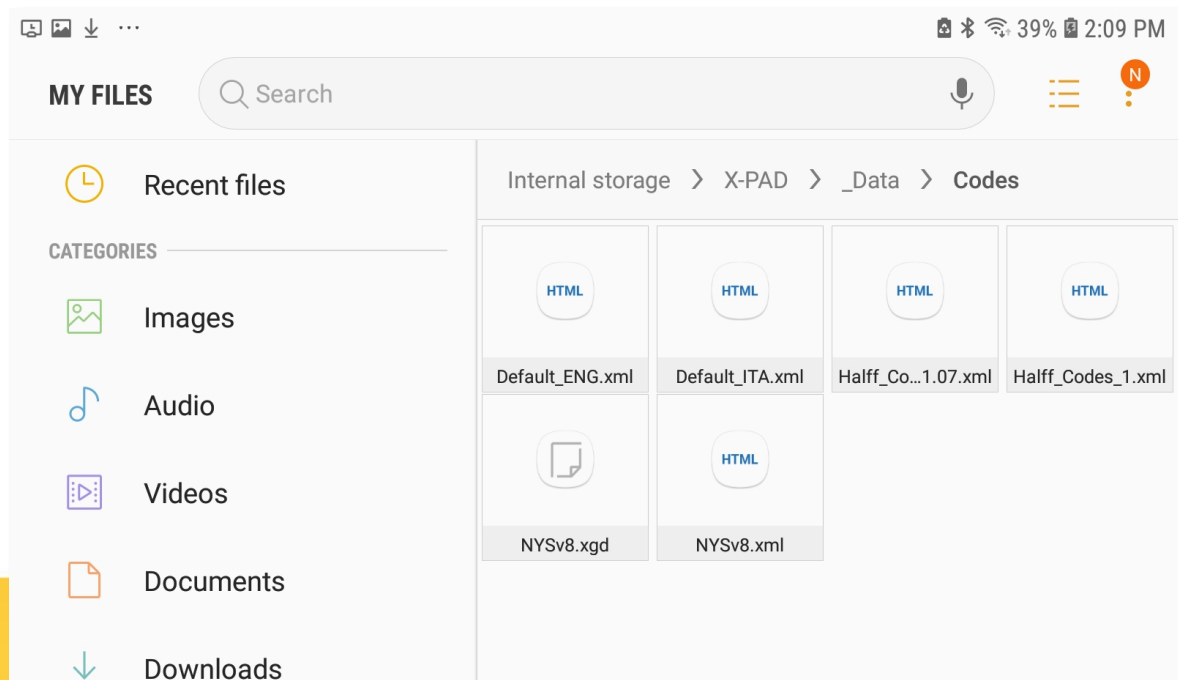 39% 2:09 PM
MY FILES
Search
N
Recent files
CATEGORIES
Images
Audio
Videos
Documents
Downloads
Internal storage > X-PAD > _Data > Codes
HTML HTML HTML HTML
Default_ENG.xml Default_ITA.xml Halff_Co...1.07.xml Halff_Codes_1.xml
HTML
NYSv8.xgd NYSv8.xml